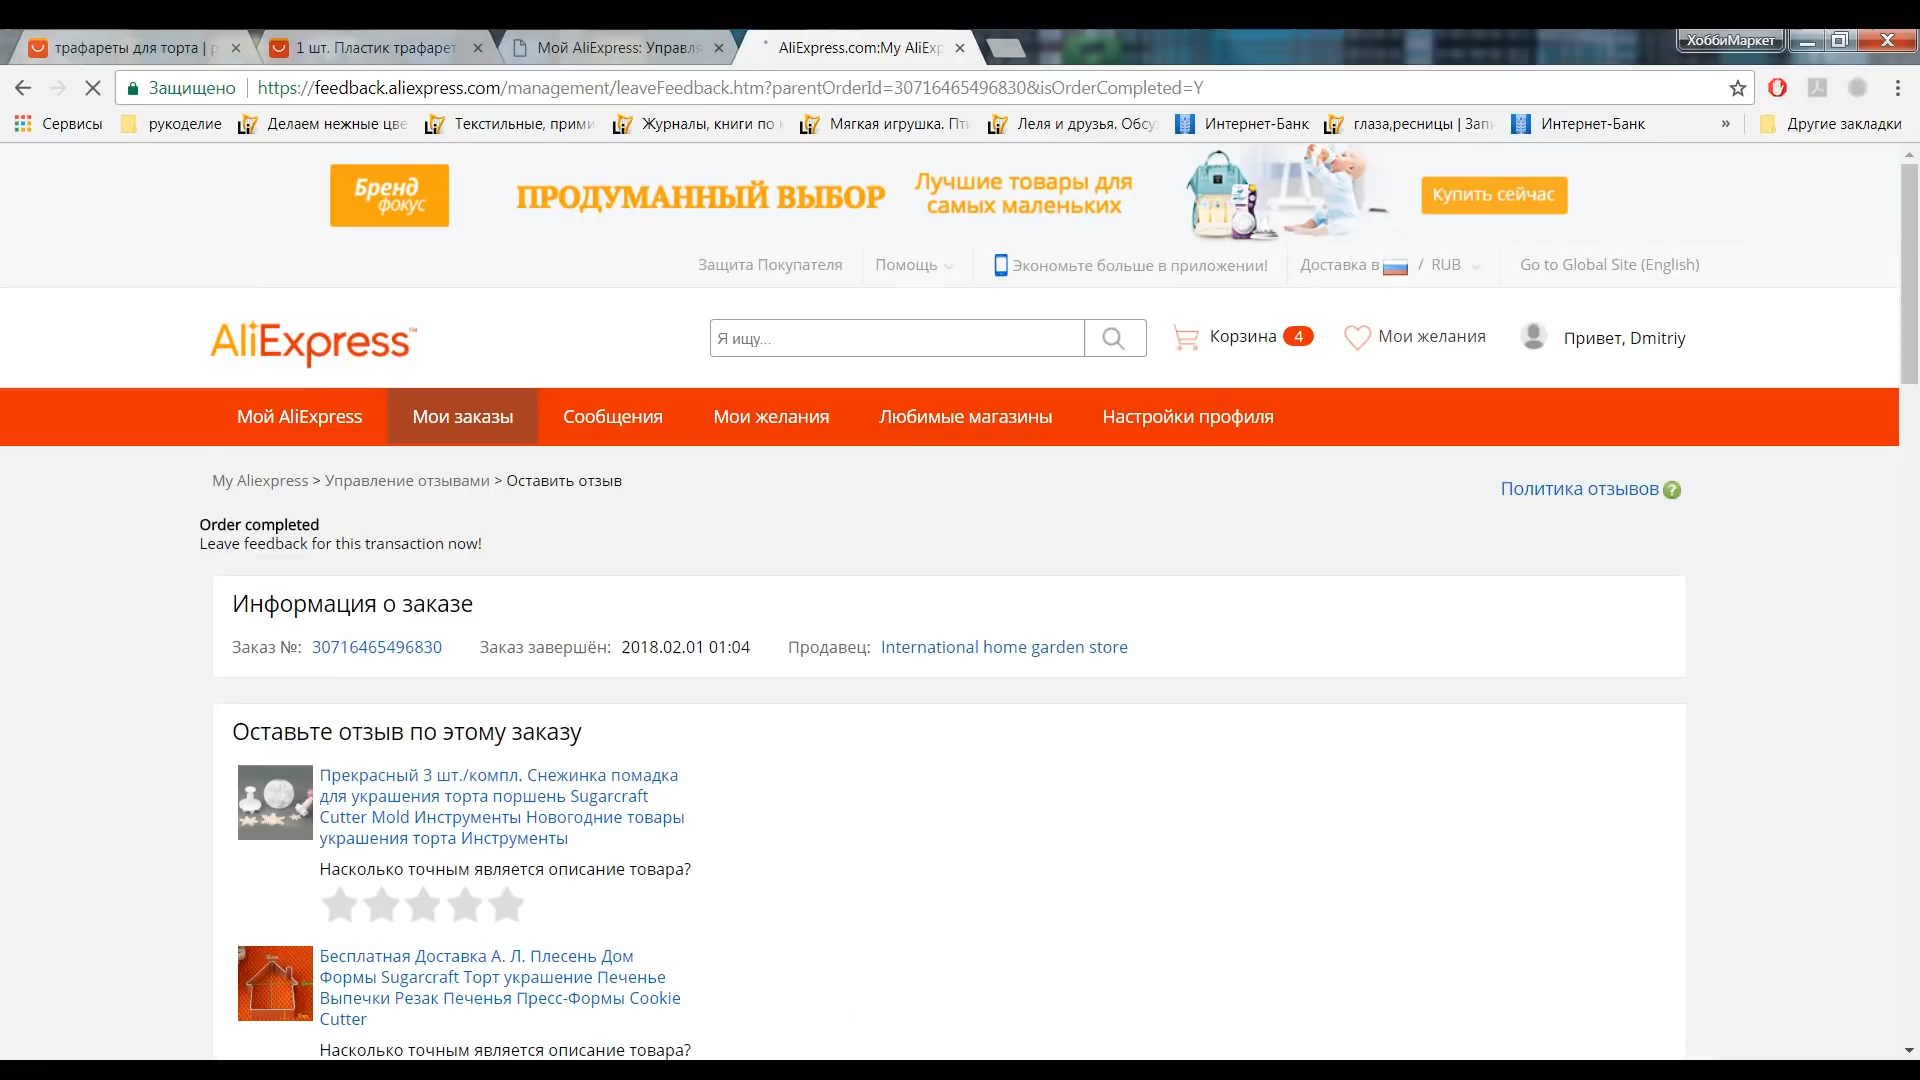 трафареты для торта |
1 шт. Пластик трафарет
Мой AliExpress: Управл
AliExpress.com:My AliExp
ХоббиМаркет
Защищено
https://feedback.aliexpress.com/management/leaveFeedback.htm?parentOrderId=30716465496830&isOrderCompleted=Y
Сервисы
рукоделие
Делаем нежные цве
Текстильные, прими
Журналы, книги по
Мягкая игрушка. Пт
Леля и друзья. Обсу
Интернет-Банк
глаза,ресницы | Зап
Интернет-Банк
»
Другие закладки
Бренд
фокус
ПРОДУМАННЫЙ ВЫБОР
Лучшие товары для
самых маленьких
Купить сейчас
Защита Покупателя
Помощь
Экономьте больше в приложении!
Доставка в / RUB
Go to Global Site (English)
AliExpress™
Я ищу...
Корзина 4
Мои желания
Привет, Dmitriy
Мой AliExpress
Мои заказы
Сообщения
Мои желания
Любимые магазины
Настройки профиля
My Aliexpress > Управление отзывами > Оставить отзыв
Политика отзывов ?
Order completed
Leave feedback for this transaction now!
Информация о заказе
Заказ №: 30716465496830 Заказ завершён: 2018.02.01 01:04 Продавец: International home garden store
Оставьте отзыв по этому заказу
Прекрасный 3 шт./компл. Снежинка помадка
для украшения торта поршень Sugarcraft
Cutter Mold Инструменты Новогодние товары
украшения торта Инструменты
Насколько точным является описание товара?
Бесплатная Доставка А. Л. Плесень Дом
Формы Sugarcraft Торт украшение Печенье
Выпечки Резак Печенья Пресс-Формы Cookie
Cutter
Насколько точным является описание товара?